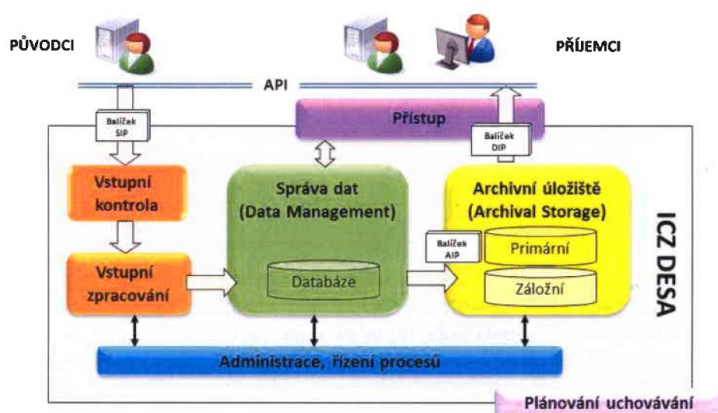 PŮVODCI
PŘÍJEMCI
API
Balíček
SIP
Přístup
Balíček
DIP
Vstupní
kontrola
Správa dat
(Data Management)
Archivní úložiště
(Archival Storage)
Balíček
AIP
Primární
Vstupní
zpracování
Databáze
Záložní
ICZ DESA
Administrace, řízení procesů
Plánování uchovávání